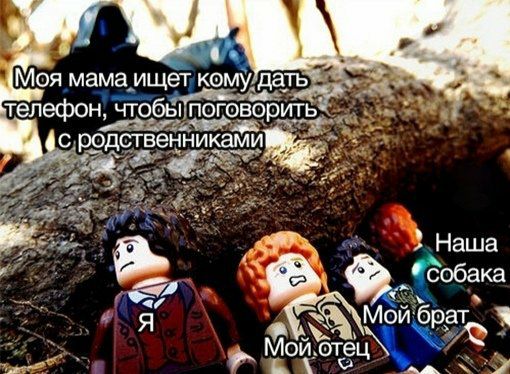 Моя мама ищет кому дать
телефон, чтобы поговорить
с родственниками
Наша
собака
Я
Мой брат
Мой отец